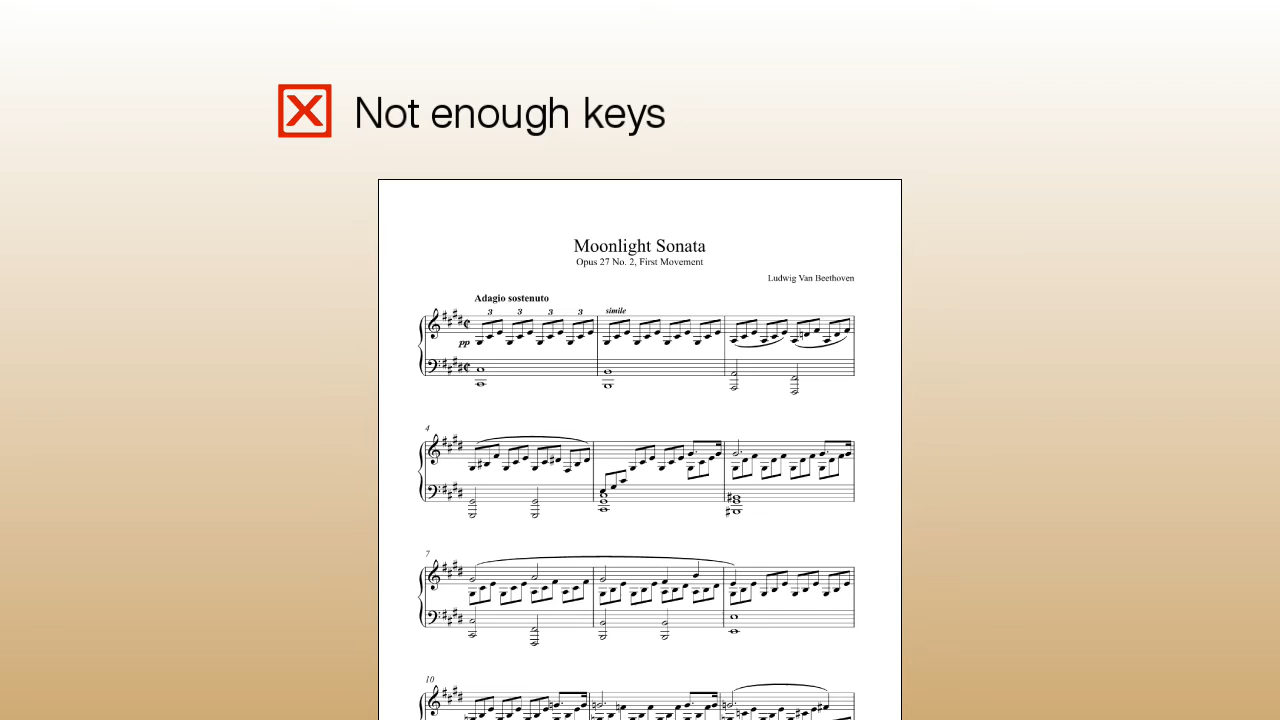 Not enough keys
Moonlight Sonata
Opus 27 No. 2, First Movement
Ludwig Van Beethoven
Adagio sostenuto
3 3 3 3 simile
pp
4
7
10